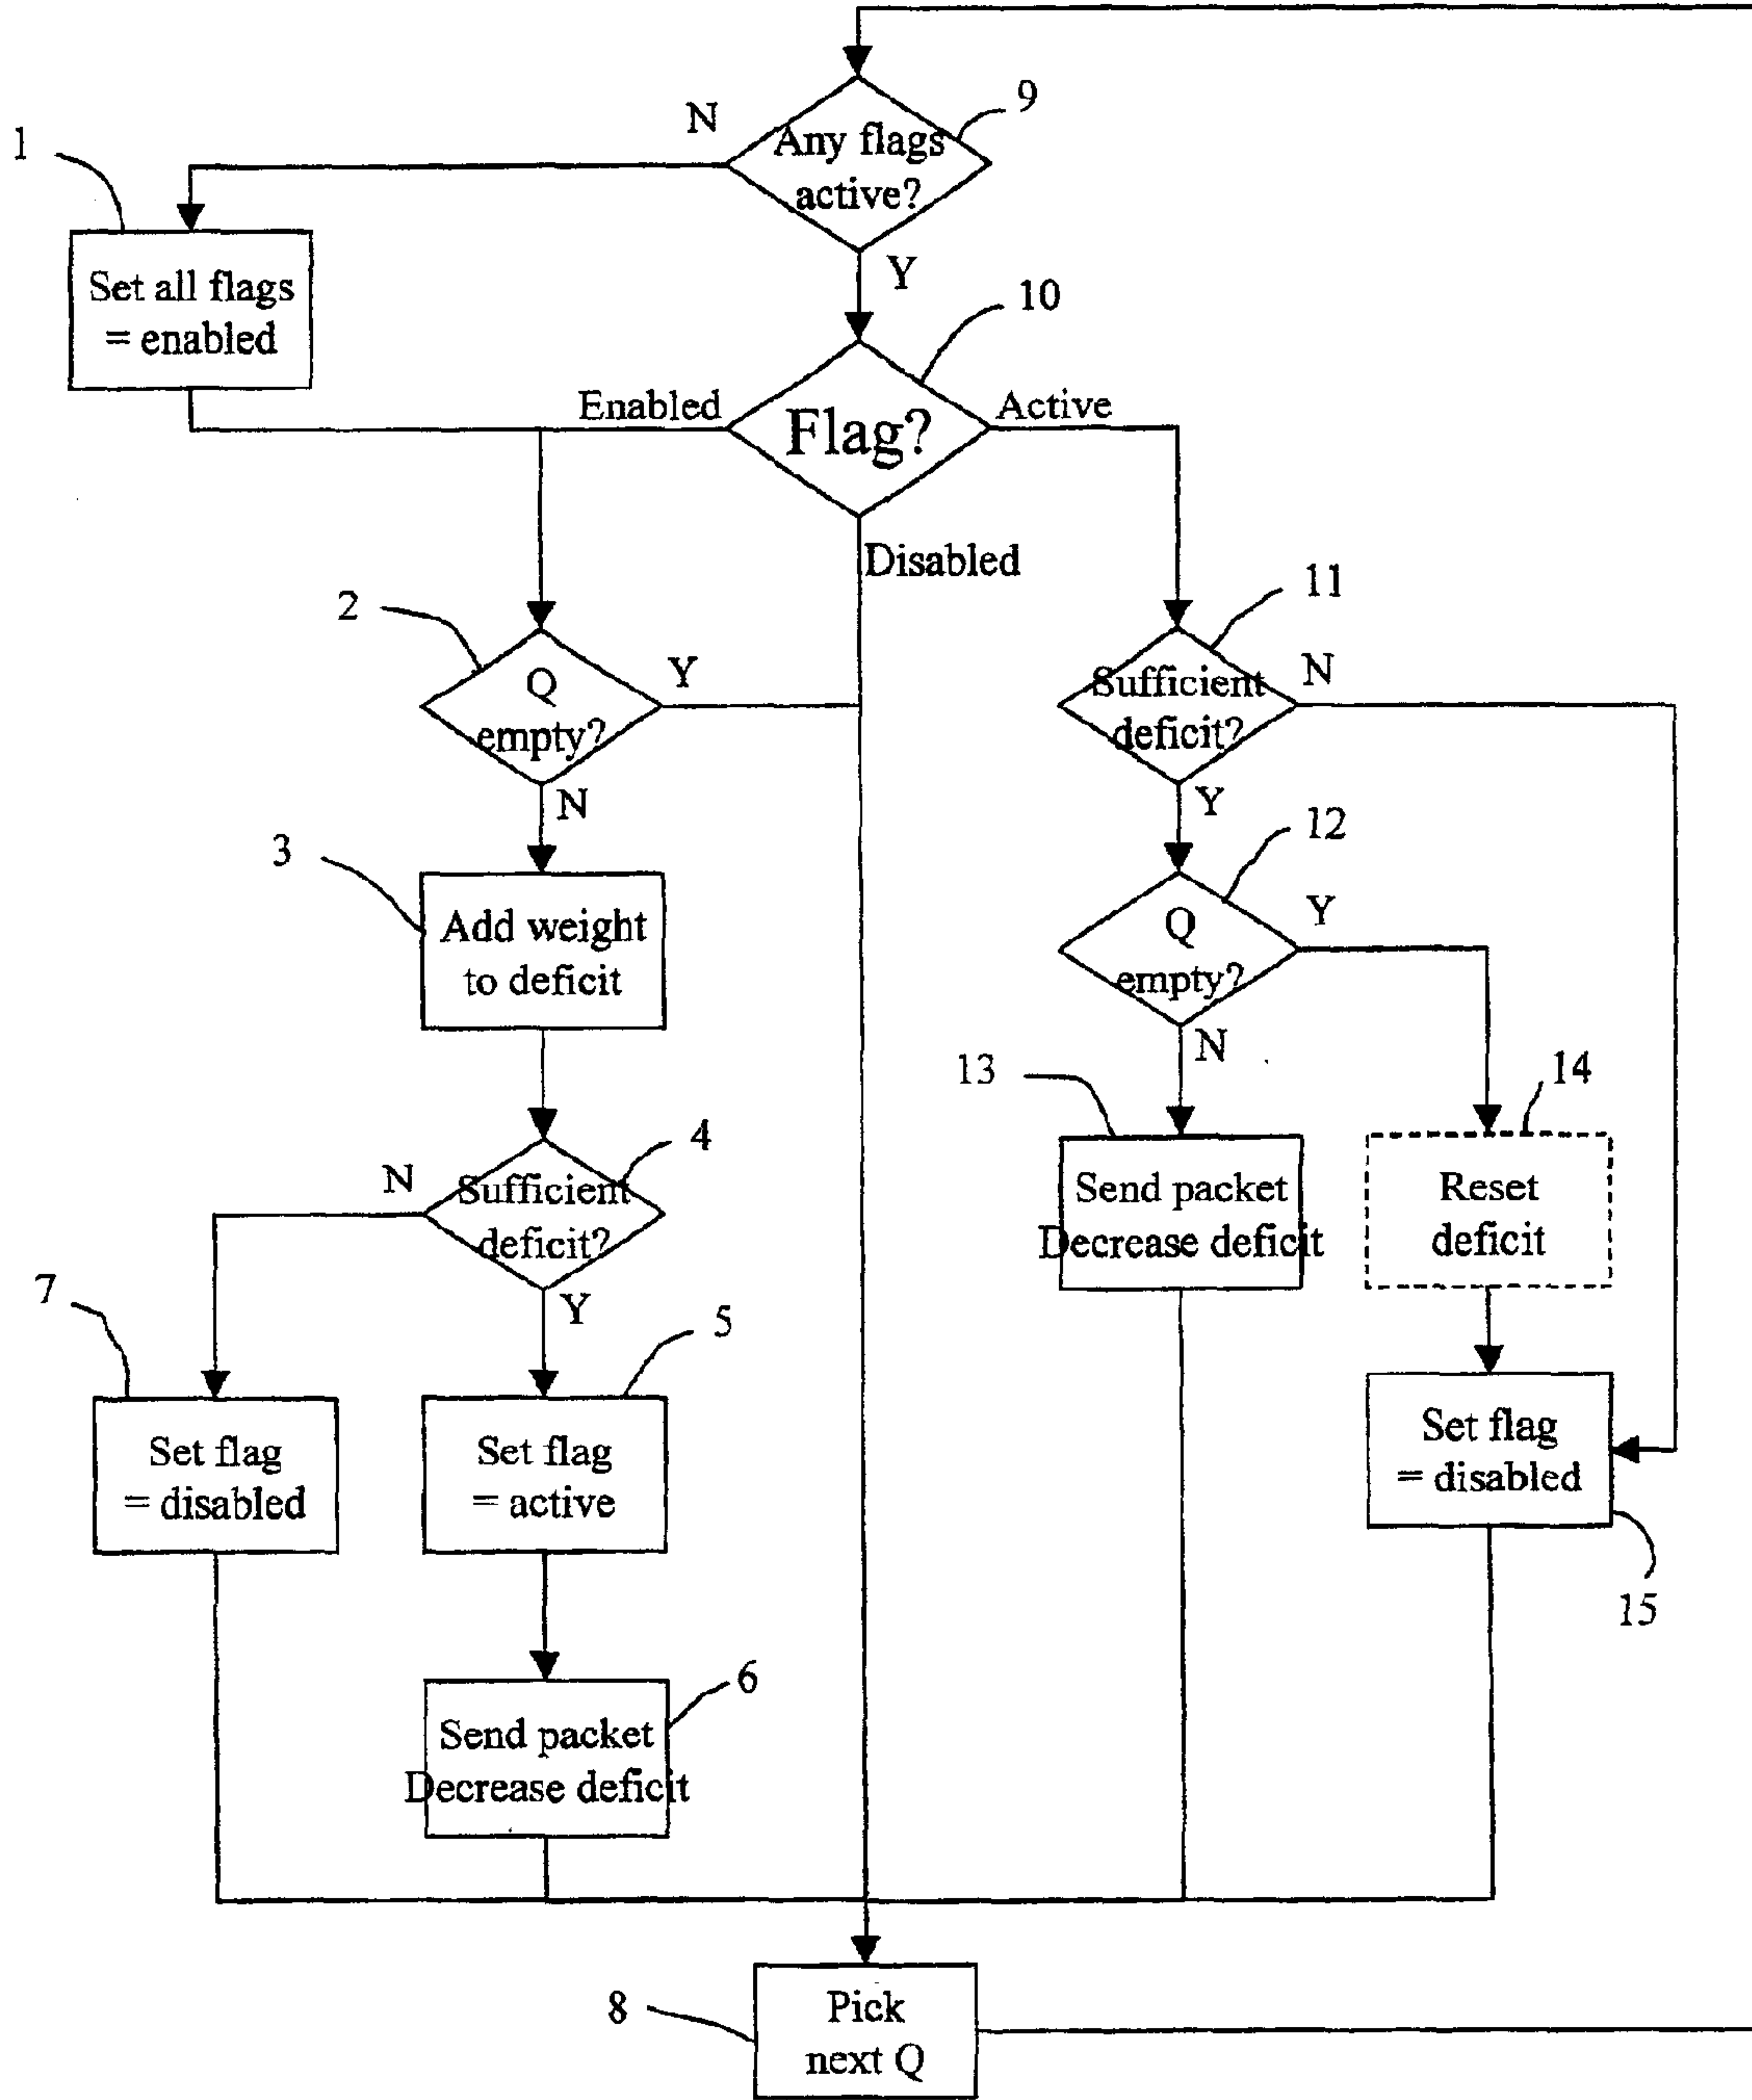 9
N
Any flags
active?
1
Y
Set all flags
= enabled
10
Enabled
Flag?
Active
Disabled
2
11
Q
empty?
Y
Sufficient
deficit?
N
N
Y
3
12
Add weight
to deficit
Q
empty?
Y
N
4
13
14
N
Sufficient
deficit?
Send packet
Decrease deficit
Reset
deficit
7
Y
5
Set flag
= disabled
Set flag
= active
Set flag
= disabled
15
6
Send packet
Decrease deficit
8
Pick
next Q